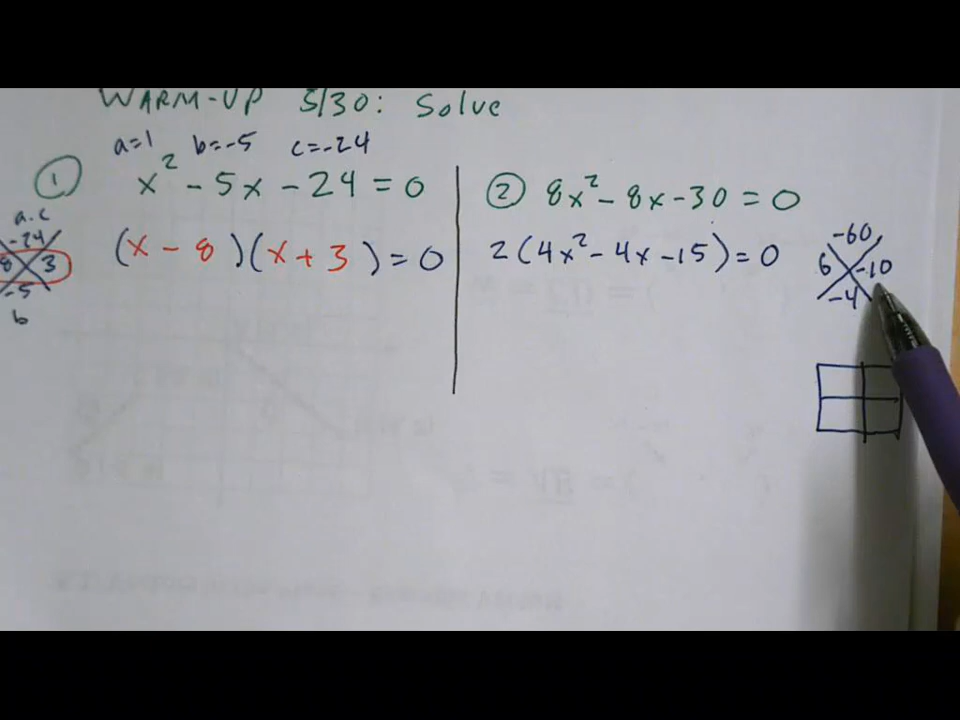 WARM-UP 5/30: Solve
a=1 b=-5 c=-24
① x² - 5x - 24 = 0
a.c
-24
8 3
-5
b
(x - 8)(x + 3) = 0
② 8x² - 8x - 30 = 0
2(4x² - 4x - 15) = 0
-60
6 -10
-4